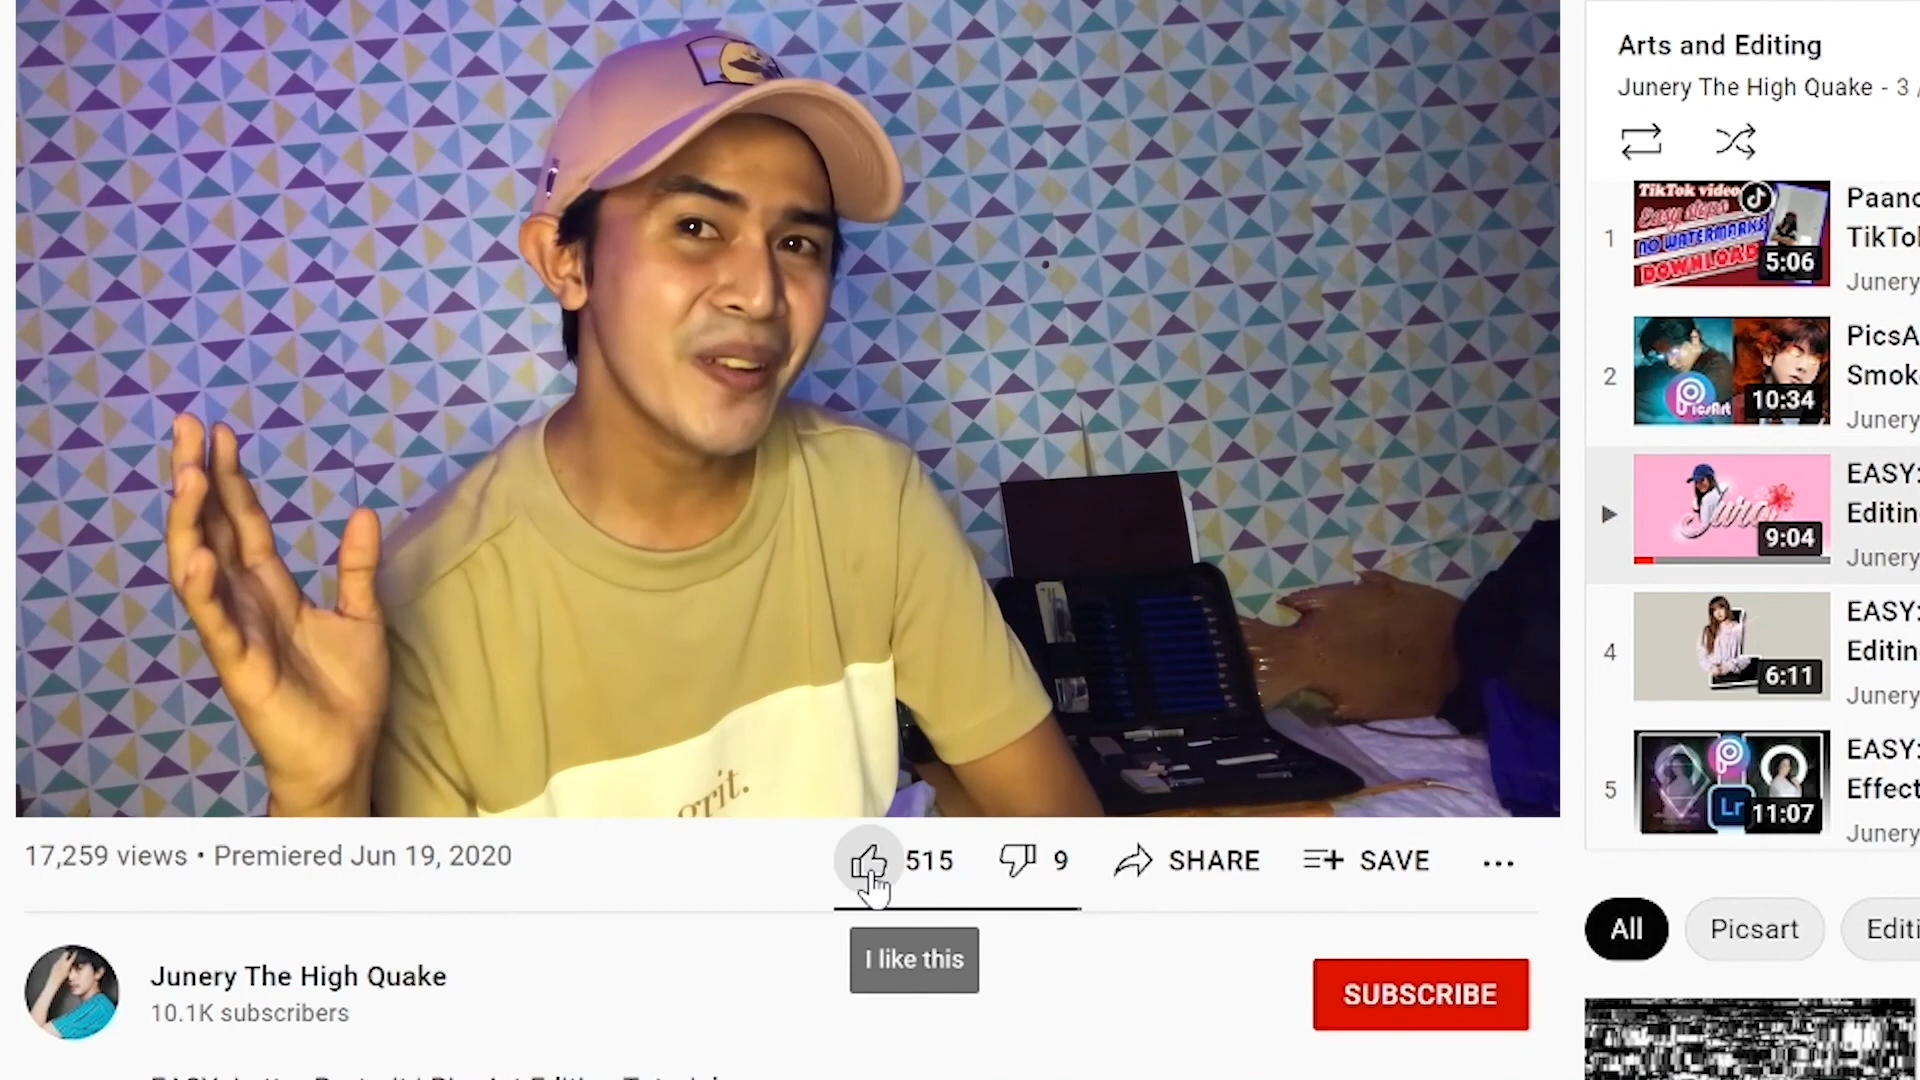 grit.
17,259 views • Premiered Jun 19, 2020
515
9
SHARE
SAVE
I like this
Junery The High Quake
10.1K subscribers
SUBSCRIBE
Arts and Editing
Junery The High Quake - 3 /
1
TikTok video
Easy steps
NO WATERMARKS
DOWNLOAD
5:06
TikTok
Junery
2
PicsArt
10:34
PicsA
Smok
Junery
9:04
EASY:
Editin
Junery
4
6:11
EASY:
Editin
Junery
5
Lr
11:07
EASY:
Effect
Junery
All
Picsart
Editi